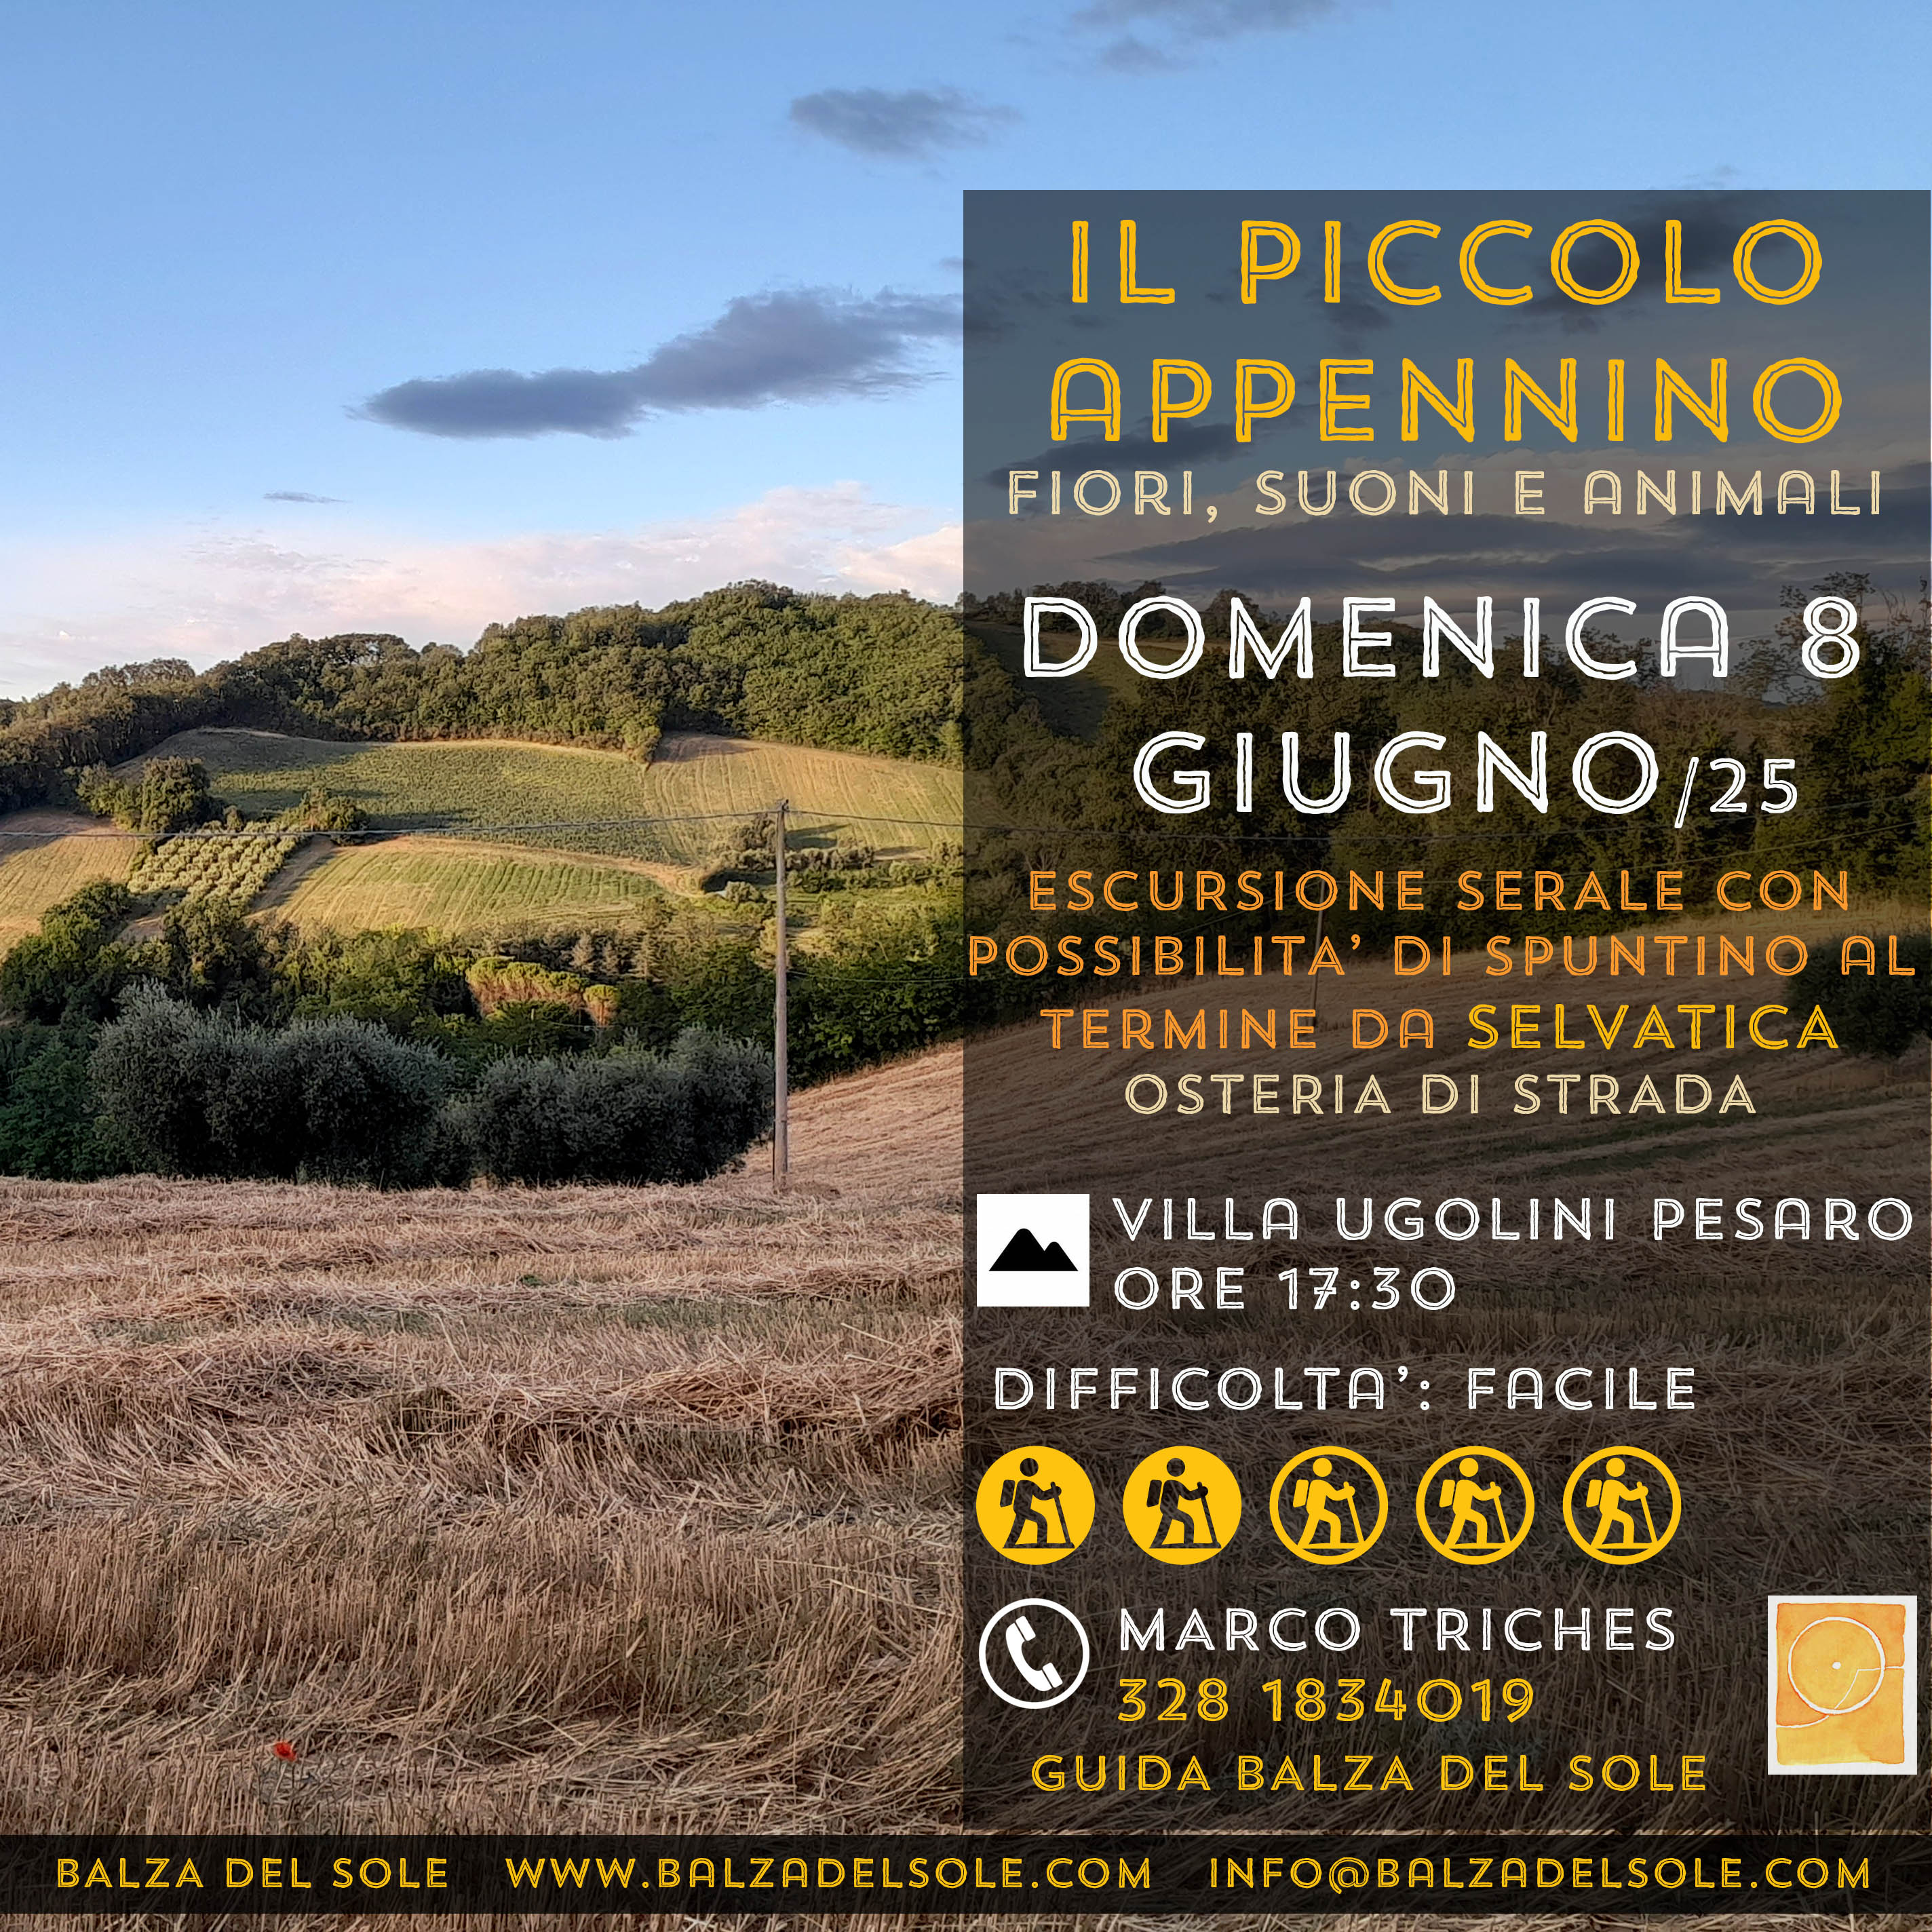 IL PICCOLO
APPENNINO
FIORI, SUONI E ANIMALI
DOMENICA 8
GIUGNO/25
ESCURSIONE SERALE CON
POSSIBILITA' DI SPUNTINO AL
TERMINE DA SELVATICA
OSTERIA DI STRADA
VILLA UGOLINI PESARO
ORE 17:30
DIFFICOLTA': FACILE
MARCO TRICHES
328 1834019
GUIDA BALZA DEL SOLE
BALZA DEL SOLE WWW.BALZADELSOLE.COM INFO@BALZADELSOLE.COM